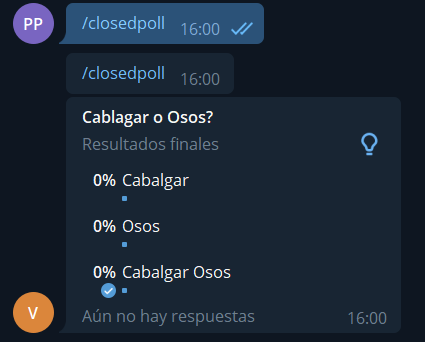 PP
/closedpoll 16:00
/closedpoll 16:00
Cablagar o Osos?
Resultados finales
0% Cabalgar
0% Osos
0% Cabalgar Osos
V
Aún no hay respuestas 16:00